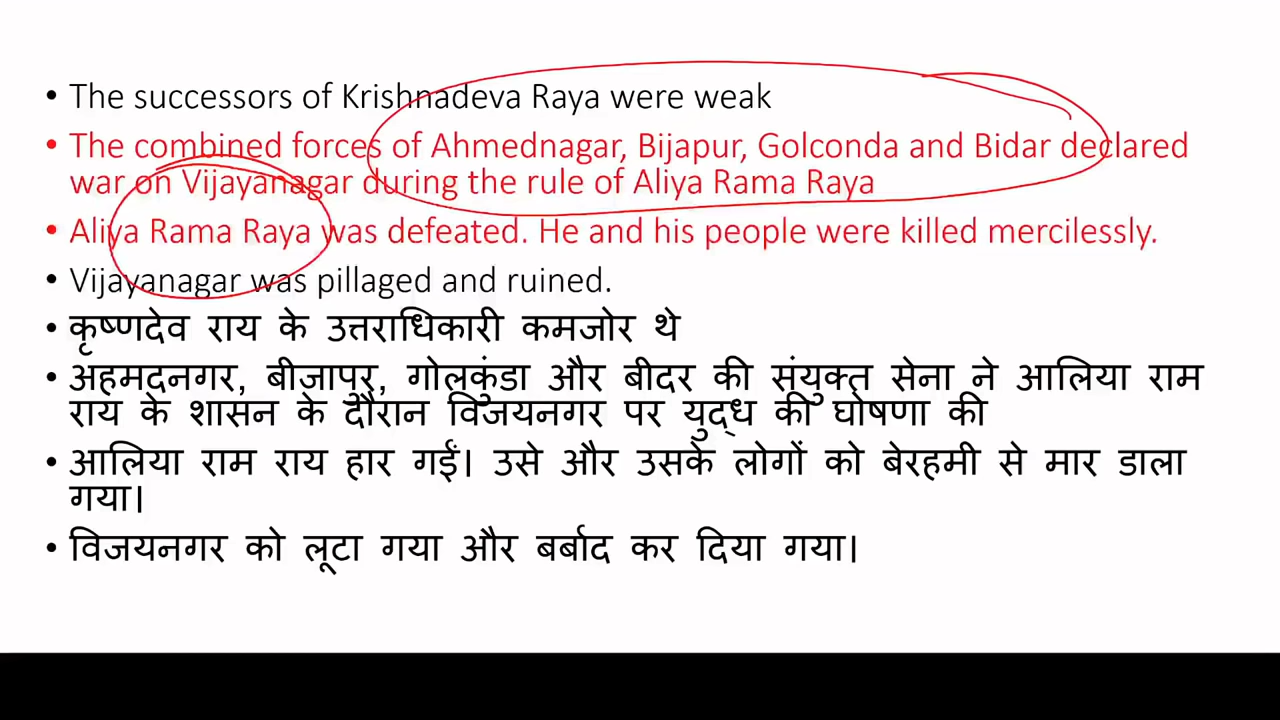 • The successors of Krishnadeva Raya were weak
• The combined forces of Ahmednagar, Bijapur, Golconda and Bidar declared
war on Vijayanagar during the rule of Aliya Rama Raya
• Aliya Rama Raya was defeated. He and his people were killed mercilessly.
• Vijayanagar was pillaged and ruined.
• कृष्णदेव राय के उत्तराधिकारी कमजोर थे
• अहमदनगर, बीजापुर, गोलकुंडा और बीदर की संयुक्त सेना ने आलिया राम
राय के शासन के दौरान विजयनगर पर युद्ध की घोषणा की
• आलिया राम राय हार गईं। उसे और उसके लोगों को बेरहमी से मार डाला
गया।
• विजयनगर को लूटा गया और बर्बाद कर दिया गया।